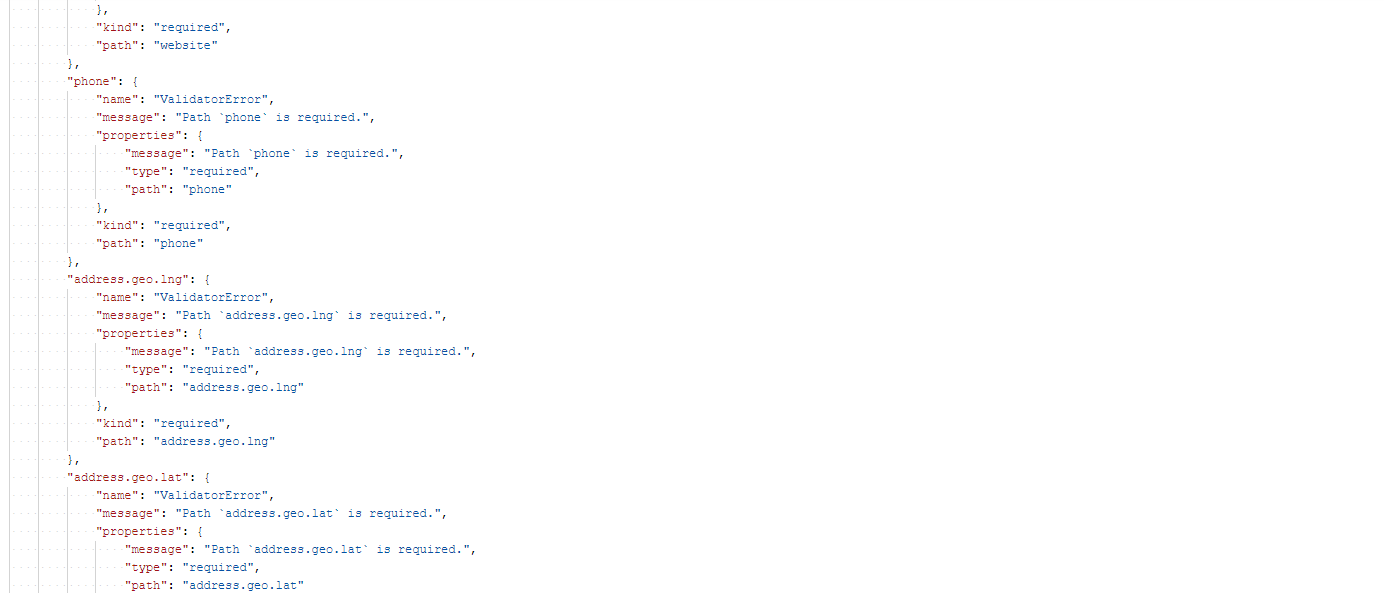 },
"kind": "required",
"path": "website"
},
"phone": {
"name": "ValidatorError",
"message": "Path `phone` is required.",
"properties": {
"message": "Path `phone` is required.",
"type": "required",
"path": "phone"
},
"kind": "required",
"path": "phone"
},
"address.geo.lng": {
"name": "ValidatorError",
"message": "Path `address.geo.lng` is required.",
"properties": {
"message": "Path `address.geo.lng` is required.",
"type": "required",
"path": "address.geo.lng"
},
"kind": "required",
"path": "address.geo.lng"
},
"address.geo.lat": {
"name": "ValidatorError",
"message": "Path `address.geo.lat` is required.",
"properties": {
"message": "Path `address.geo.lat` is required.",
"type": "required",
"path": "address.geo.lat"